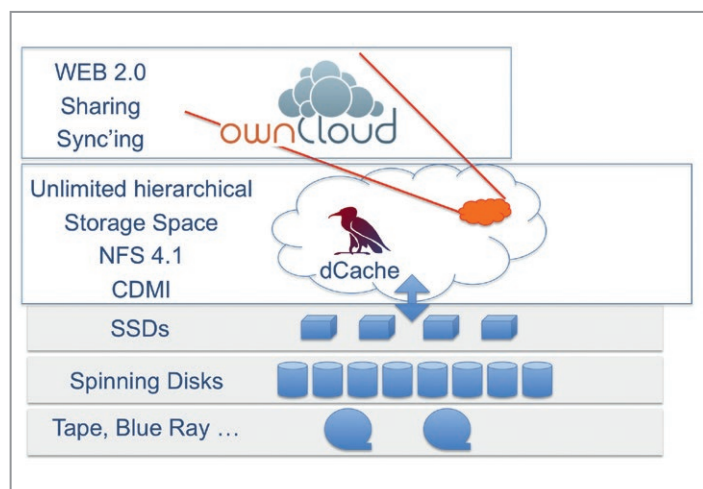 WEB 2.0
Sharing
Sync'ing
ownCloud
Unlimited hierarchical
Storage Space
NFS 4.1
CDMI
dCache
SSDs
Spinning Disks
Tape, Blue Ray ...